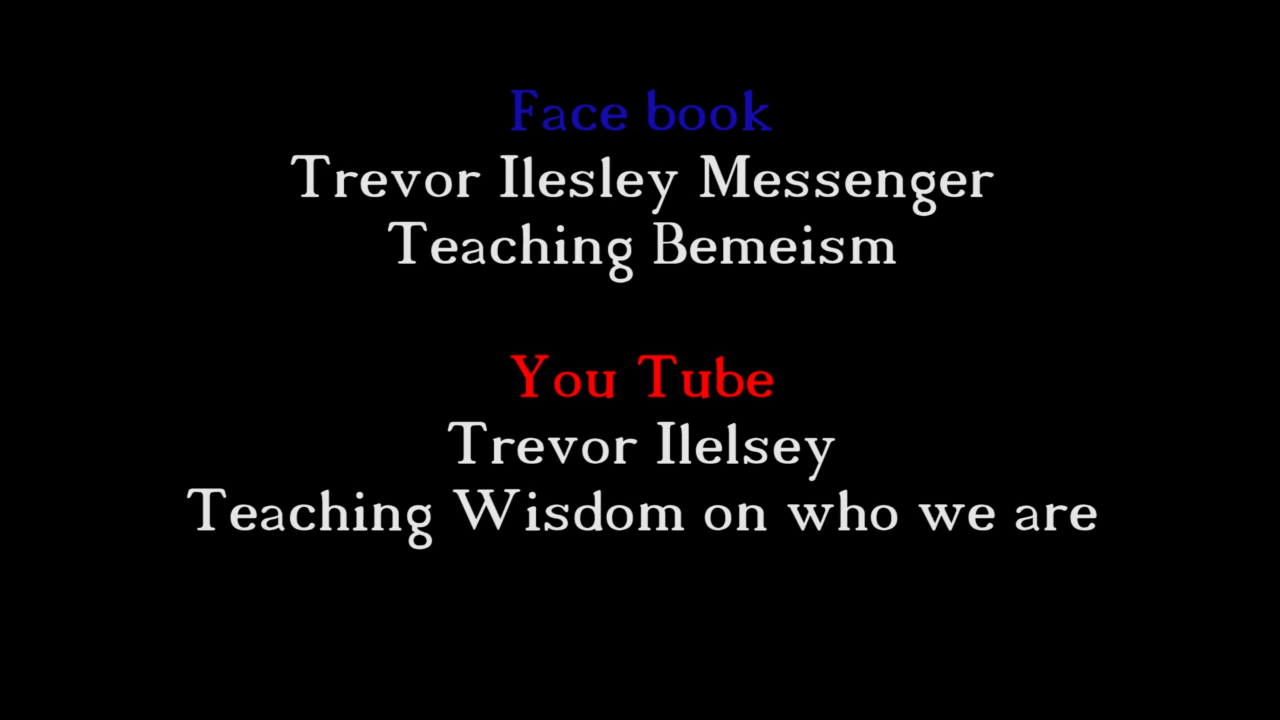 Face book
Trevor Ilesley Messenger
Teaching Bemeism
You Tube
Trevor Ilelsey
Teaching Wisdom on who we are